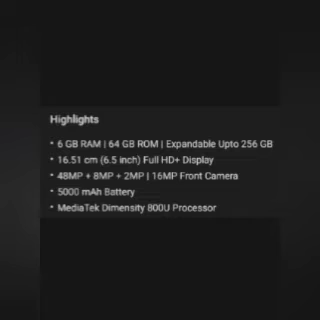 Highlights
• 6 GB RAM | 64 GB ROM | Expandable Upto 256 GB
• 16.51 cm (6.5 inch) Full HD+ Display
• 48MP + 8MP + 2MP | 16MP Front Camera
• 5000 mAh Battery
• MediaTek Dimensity 800U Processor